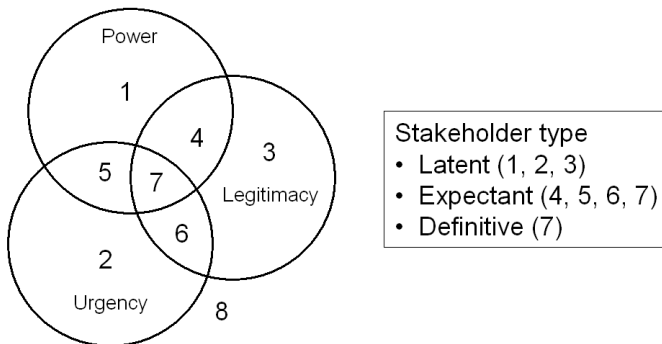 Power
1
4
3
5
7
Legitimacy
6
2
Urgency
8
Stakeholder type
• Latent (1, 2, 3)
• Expectant (4, 5, 6, 7)
• Definitive (7)